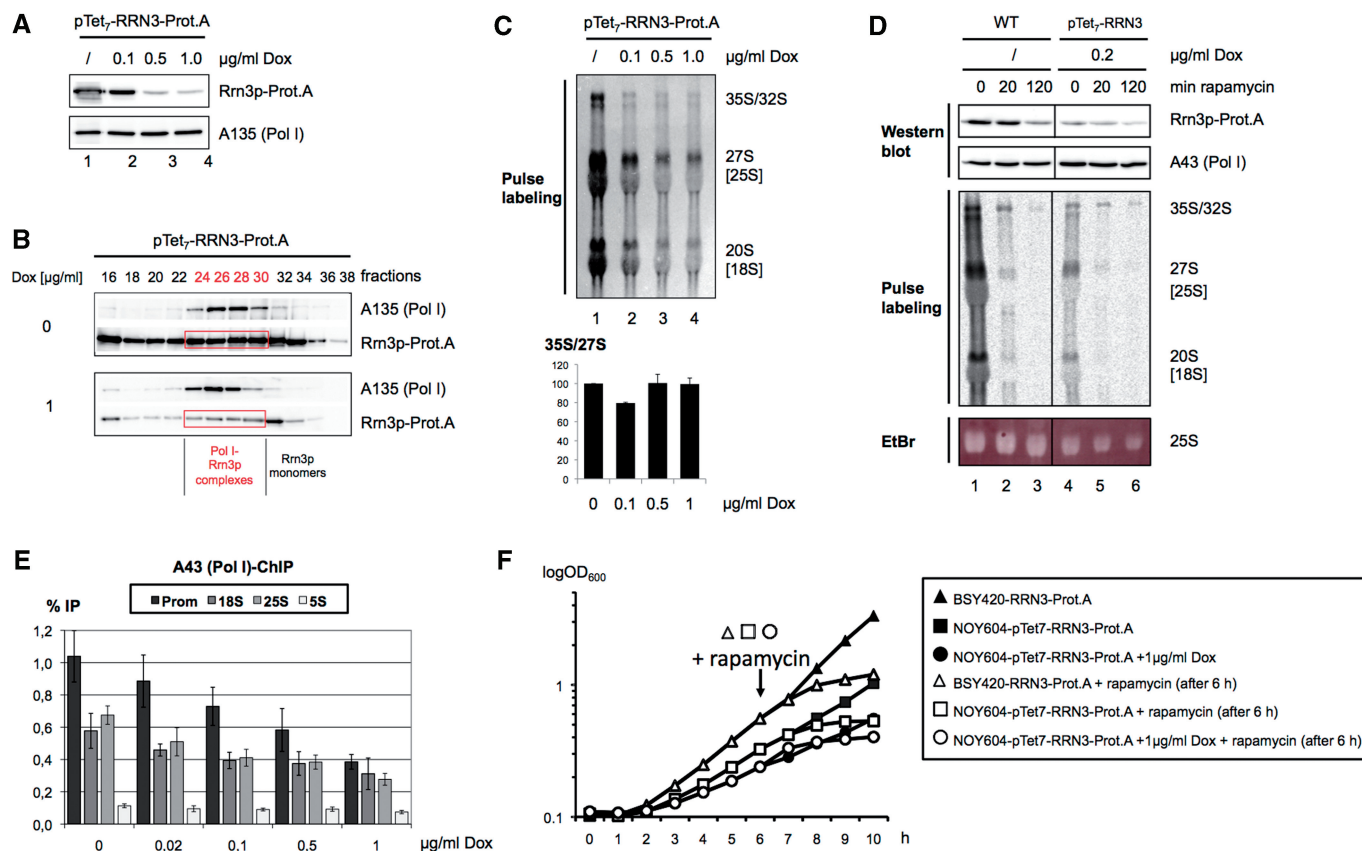 A
pTet7-RRN3-Prot.A
/ 0.1 0.5 1.0 µg/ml Dox
Rrn3p-Prot.A
A135 (Pol I)
1 2 3 4
B
pTet7-RRN3-Prot.A
Dox [µg/ml] 16 18 20 22 24 26 28 30 32 34 36 38 fractions
0
A135 (Pol I)
Rrn3p-Prot.A
1
A135 (Pol I)
Rrn3p-Prot.A
Pol I-
Rrn3p
complexes
Rrn3p
monomers
C
pTet7-RRN3-Prot.A
/ 0.1 0.5 1.0 µg/ml Dox
Pulse
labeling
35S/32S
27S
[25S]
20S
[18S]
1 2 3 4
35S/27S
120
100
80
60
40
20
0
0 0.1 0.5 1 µg/ml Dox
D
WT pTet7-RRN3
/ 0.2 µg/ml Dox
0 20 120 0 20 120 min rapamycin
Western
blot
Rrn3p-Prot.A
A43 (Pol I)
Pulse
labeling
35S/32S
27S
[25S]
20S
[18S]
EtBr
25S
1 2 3 4 5 6
E
A43 (Pol I)-ChIP
% IP
Prom 18S 25S 5S
1,2
1,0
0,8
0,6
0,4
0,2
0,0
0 0.02 0.1 0.5 1 µg/ml Dox
F
logOD600
+ rapamycin
1
0.1
0 1 2 3 4 5 6 7 8 9 10 h
BSY420-RRN3-Prot.A
NOY604-pTet7-RRN3-Prot.A
NOY604-pTet7-RRN3-Prot.A +1µg/ml Dox
BSY420-RRN3-Prot.A + rapamycin (after 6 h)
NOY604-pTet7-RRN3-Prot.A + rapamycin (after 6 h)
NOY604-pTet7-RRN3-Prot.A +1µg/ml Dox + rapamycin (after 6 h)